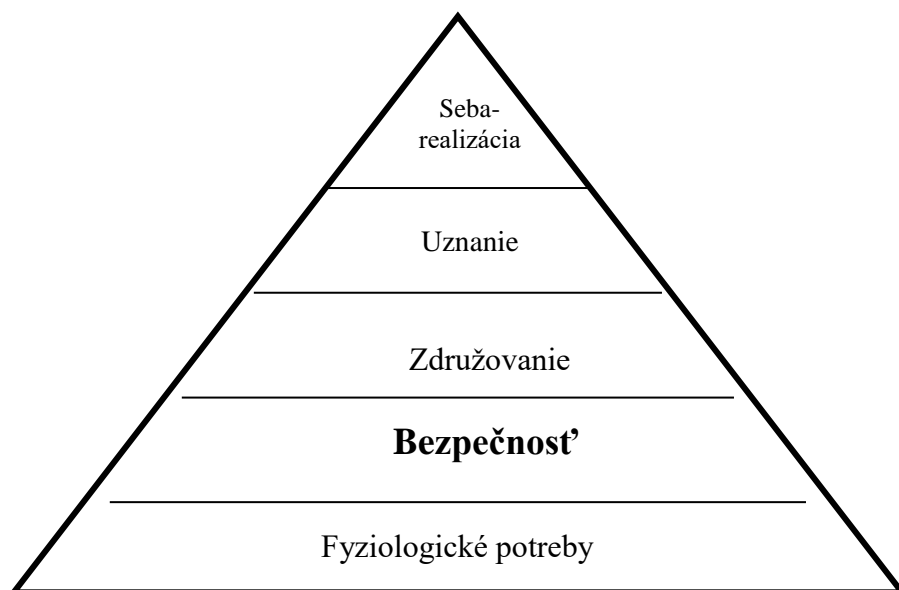 Seba-
realizácia
Uznanie
Združovanie
Bezpečnosť
Fyziologické potreby